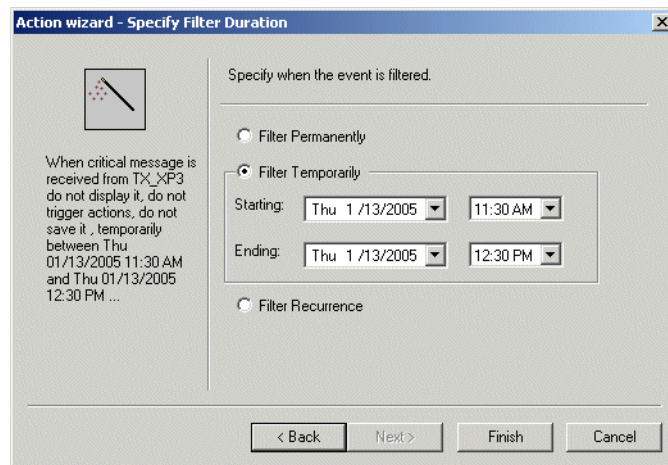 Action wizard - Specify Filter Duration
Specify when the event is filtered.
When critical message is
received from TX_XP3
do not display it, do not
trigger actions, do not
save it , temporarily
between Thu
01/13/2005 11:30 AM
and Thu 01/13/2005
12:30 PM ...
Filter Permanently
Filter Temporarily
Starting: Thu 1 /13/2005 11:30 AM
Ending: Thu 1 /13/2005 12:30 PM
Filter Recurrence
< Back Next > Finish Cancel